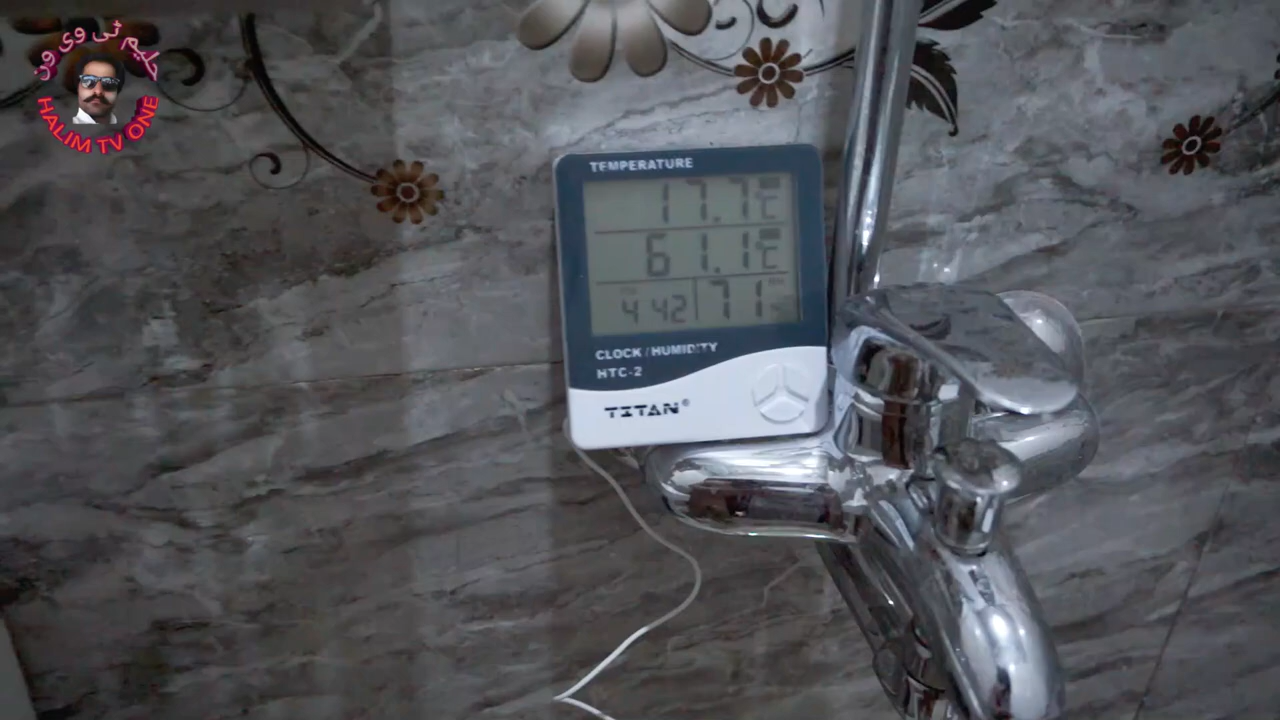 حلیم ٹی وی ون
HALIM TV ONE
TEMPERATURE
17.7°C
61.1°C
4 42 71
CLOCK / HUMIDITY
HTC-2
TITAN®